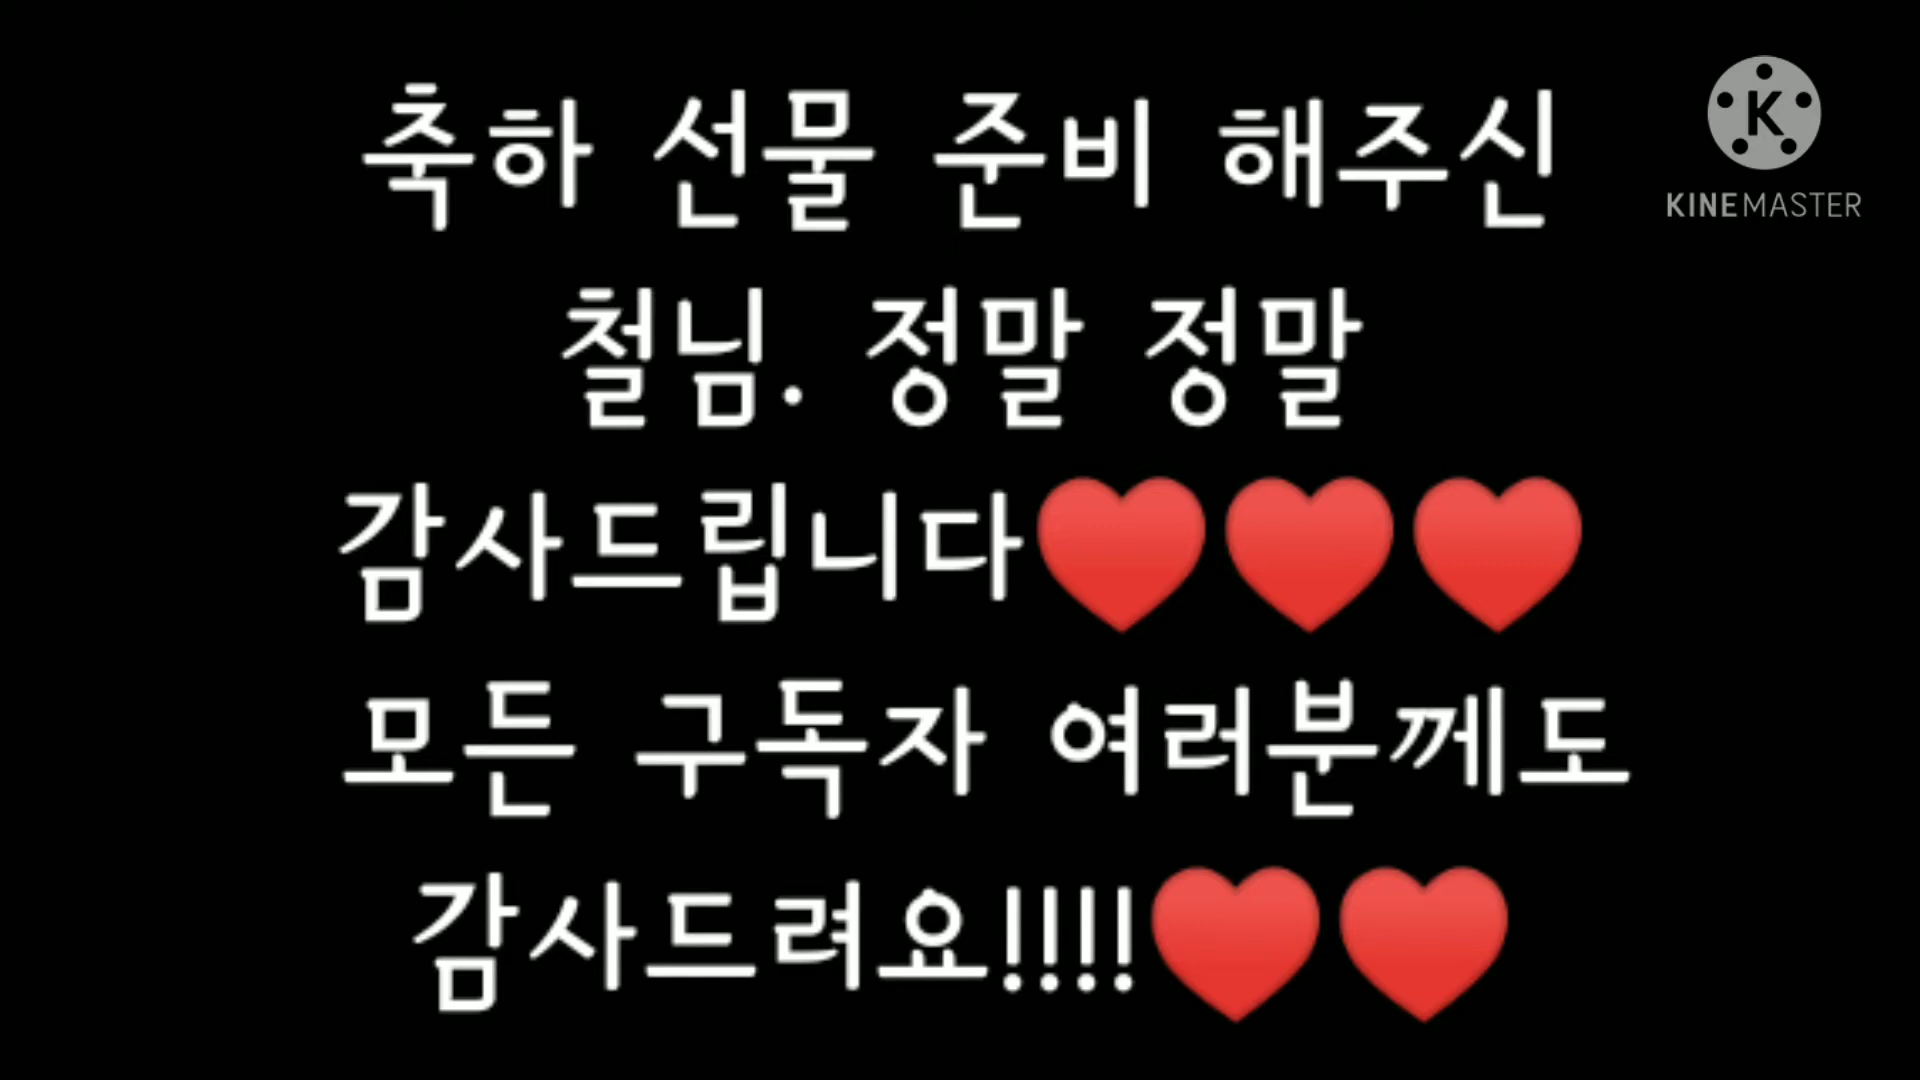 축하 선물 준비 해주신
철님. 정말 정말
감사드립니다♥♥♥
모든 구독자 여러분께도
감사드려요!!!!♥♥
K
KINEMASTER